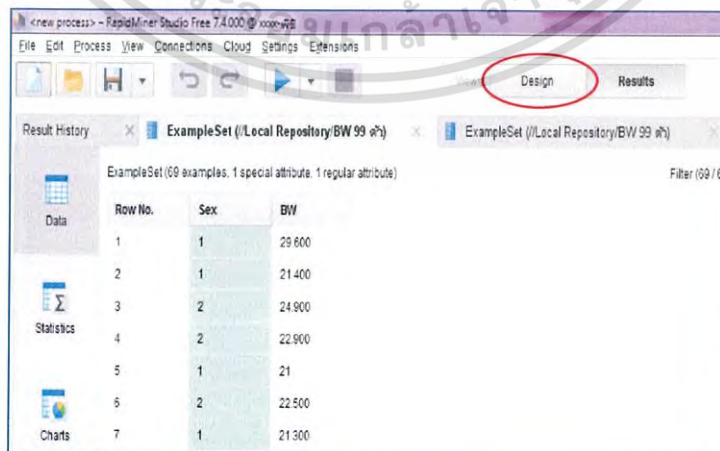 <new process> – RapidMiner Studio Free 7.4.000 @
File Edit Process View Connections Cloud Settings Extensions
Design Results
Result History ExampleSet (//Local Repository/BW 99 ตัว) ExampleSet (//Local Repository/BW 99 ตัว)
ExampleSet (69 examples, 1 special attribute, 1 regular attribute) Filter (69 / 6
Data
Row No. Sex BW
1 1 29.600
2 1 21.400
3 2 24.900
Statistics
4 2 22.900
5 1 21
6 2 22.500
Charts
7 1 21.300